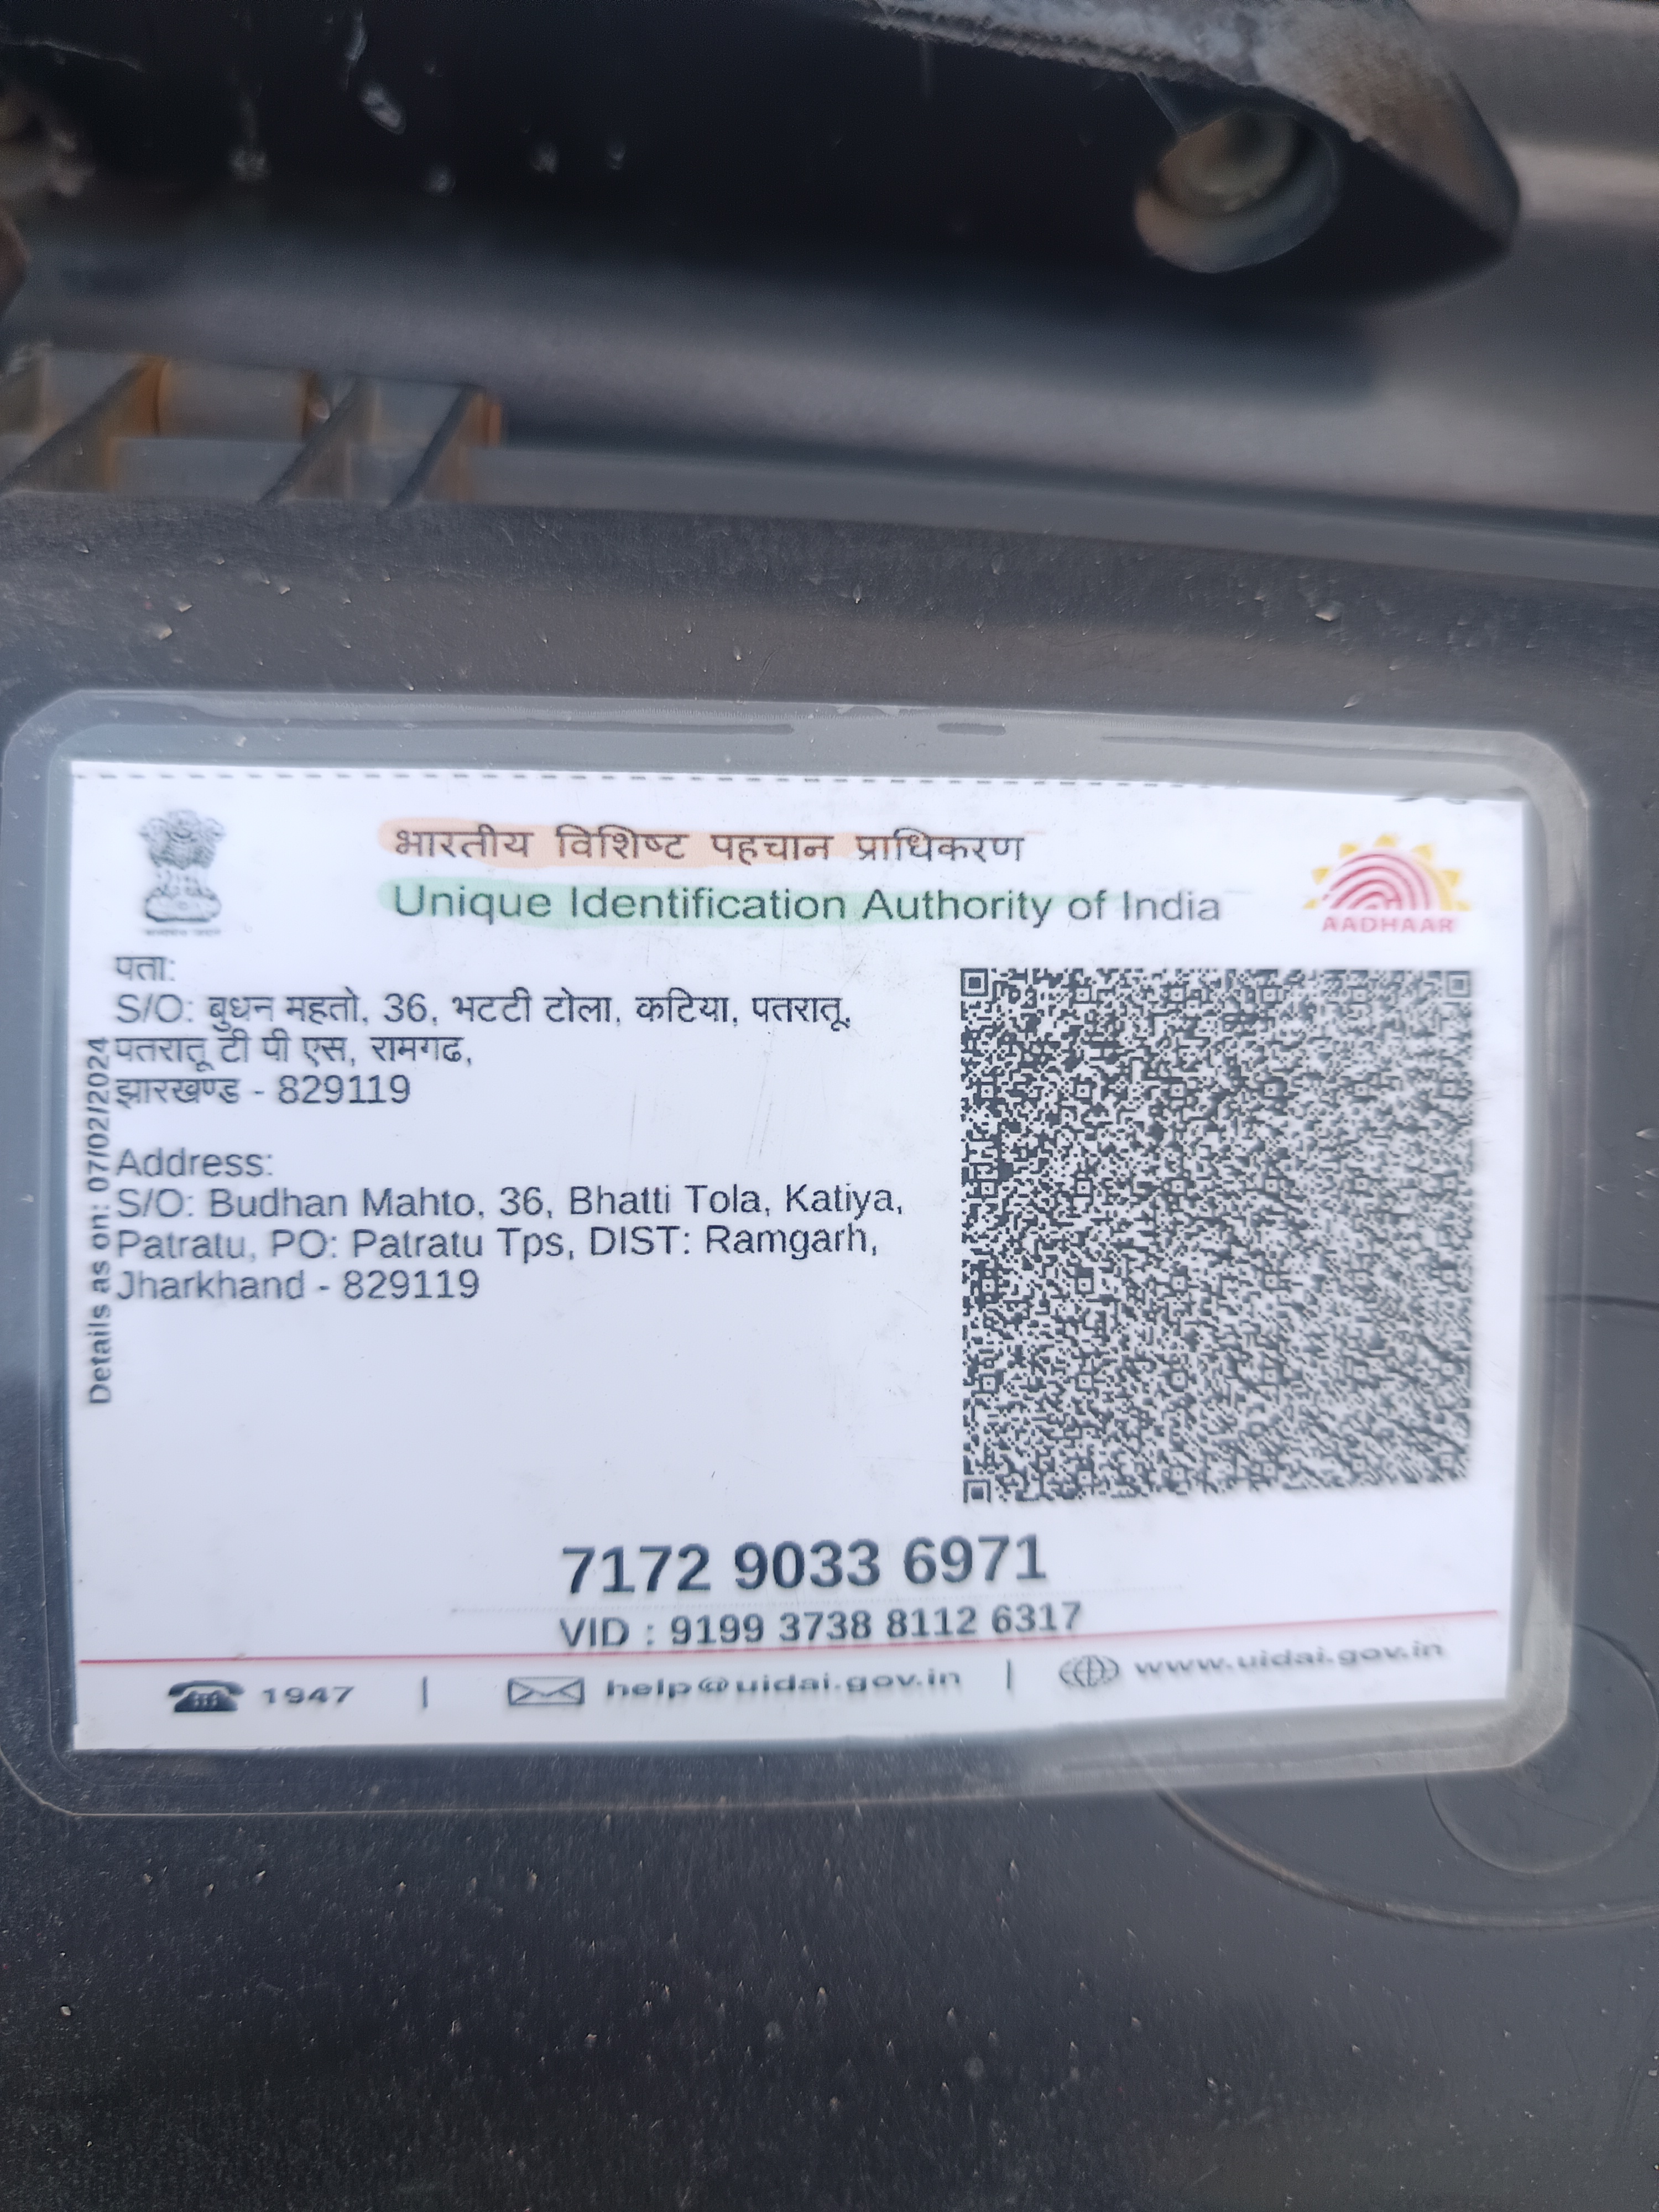 भारतीय विशिष्ट पहचान प्राधिकरण
Unique Identification Authority of India
AADHAAR
पता:
S/O: बुधन महतो, 36, भटटी टोला, कटिया, पतरातू,
पतरातू टी पी एस, रामगढ,
झारखण्ड - 829119
Address:
S/O: Budhan Mahto, 36, Bhatti Tola, Katiya,
Patratu, PO: Patratu Tps, DIST: Ramgarh,
Jharkhand - 829119
Details as on: 07/02/2024
7172 9033 6971
VID : 9199 3738 8112 6317
1947 | help@uidai.gov.in | www.uidai.gov.in